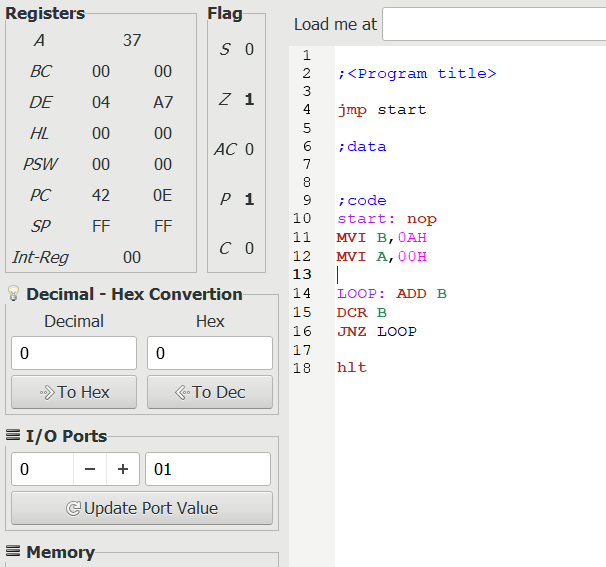 Registers
A 37
BC 00 00
DE 04 A7
HL 00 00
PSW 00 00
PC 42 0E
SP FF FF
Int-Reg 00
Flag
S 0
Z 1
AC 0
P 1
C 0
Decimal - Hex Convertion
Decimal Hex
0 0
To Hex To Dec
I/O Ports
0 − + 01
Update Port Value
Memory
Load me at
1
2 ;<Program title>
3
4 jmp start
5
6 ;data
7
8
9 ;code
10 start: nop
11 MVI B,0AH
12 MVI A,00H
13
14 LOOP: ADD B
15 DCR B
16 JNZ LOOP
17
18 hlt